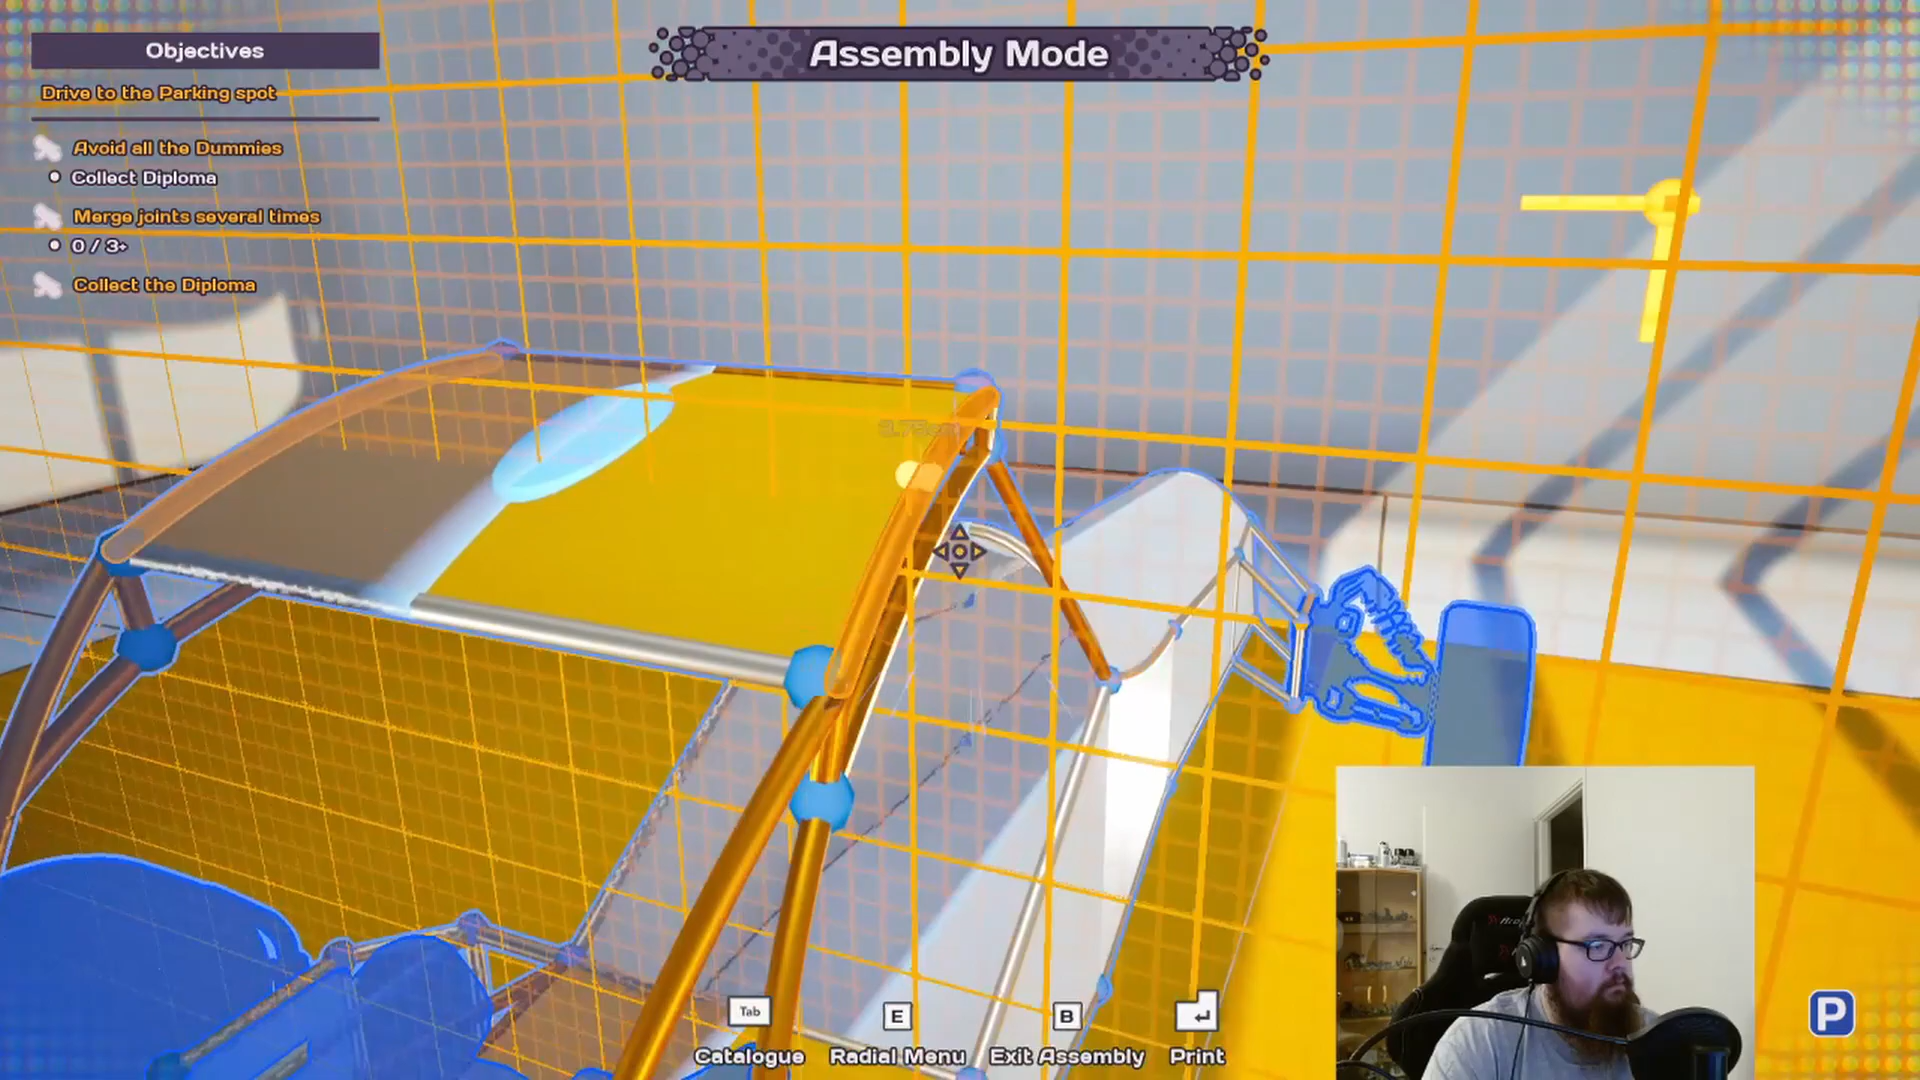 Objectives
Assembly Mode
Drive to the Parking spot
Avoid all the Dummies
Collect Diploma
Merge joints several times
0 / 3+
Collect the Diploma
Tab
E
B
Catalogue
Radial Menu
Exit Assembly
Print
P